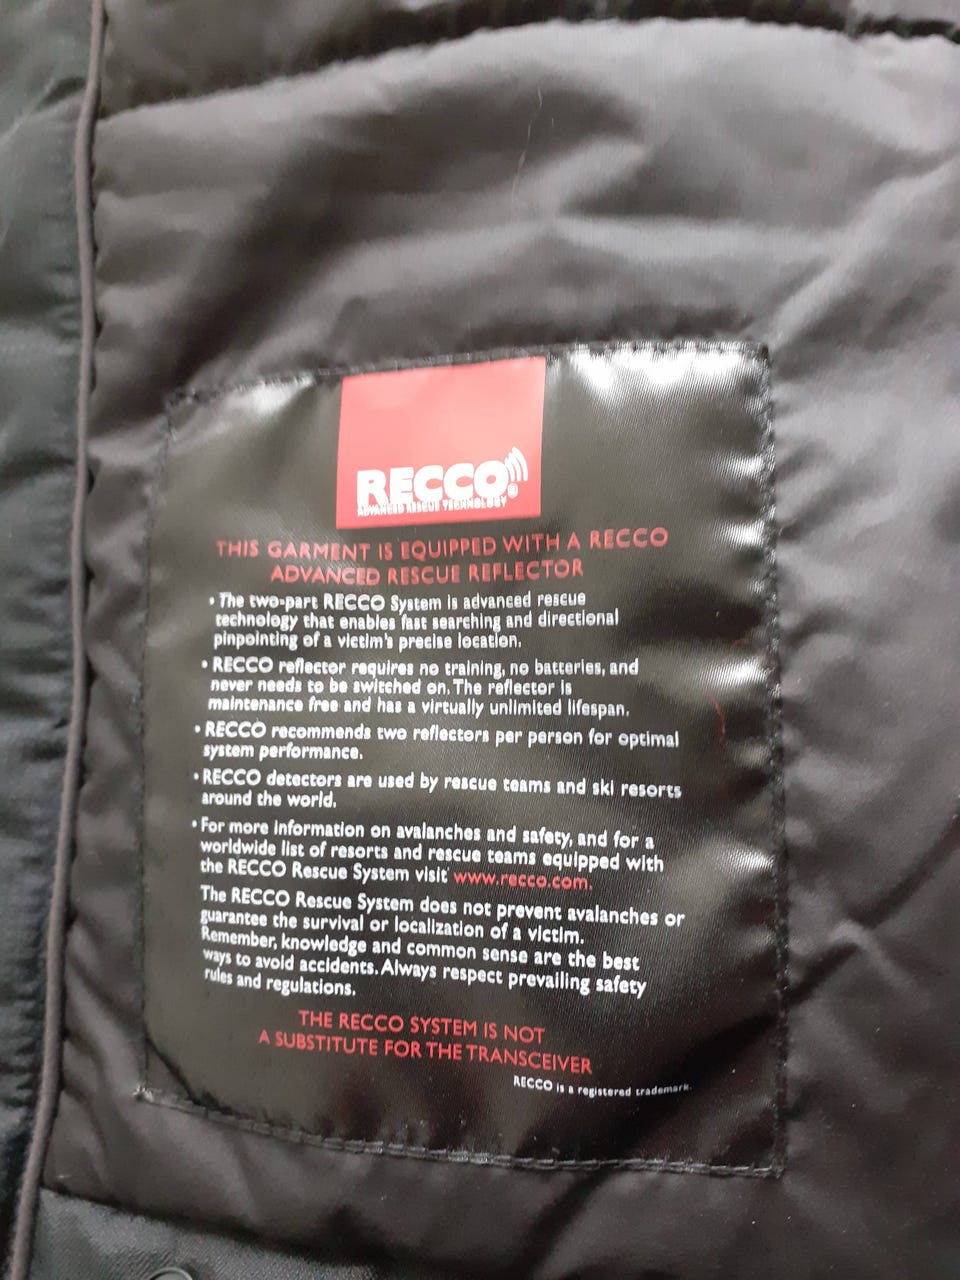 RECCO®
ADVANCED RESCUE TECHNOLOGY
THIS GARMENT IS EQUIPPED WITH A RECCO
ADVANCED RESCUE REFLECTOR
• The two-part RECCO System is advanced rescue
technology that enables fast searching and directional
pinpointing of a victim's precise location.
• RECCO reflector requires no training, no batteries, and
never needs to be switched on. The reflector is
maintenance free and has a virtually unlimited lifespan.
• RECCO recommends two reflectors per person for optimal
system performance.
• RECCO detectors are used by rescue teams and ski resorts
around the world.
• For more information on avalanches and safety, and for a
worldwide list of resorts and rescue teams equipped with
the RECCO Rescue System visit www.recco.com.
The RECCO Rescue System does not prevent avalanches or
guarantee the survival or localization of a victim.
Remember, knowledge and common sense are the best
ways to avoid accidents. Always respect prevailing safety
rules and regulations.
THE RECCO SYSTEM IS NOT
A SUBSTITUTE FOR THE TRANSCEIVER
RECCO is a registered trademark.